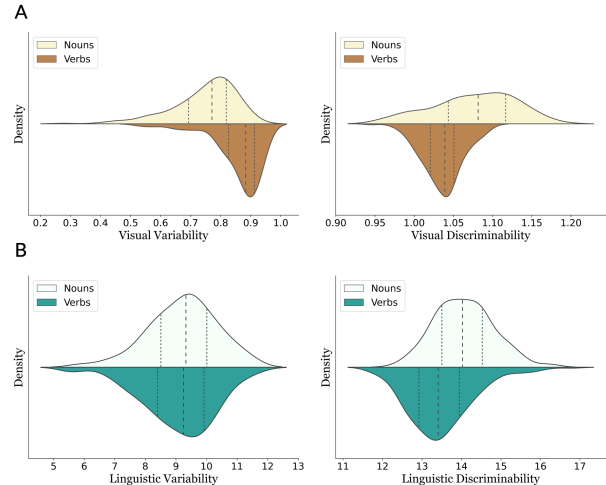 A
Nouns
Verbs
Density
0.2 0.3 0.4 0.5 0.6 0.7 0.8 0.9 1.0
Visual Variability
Nouns
Verbs
Density
0.90 0.95 1.00 1.05 1.10 1.15 1.20
Visual Discriminability
B
Nouns
Verbs
Density
5 6 7 8 9 10 11 12 13
Linguistic Variability
Nouns
Verbs
Density
11 12 13 14 15 16 17
Linguistic Discriminability